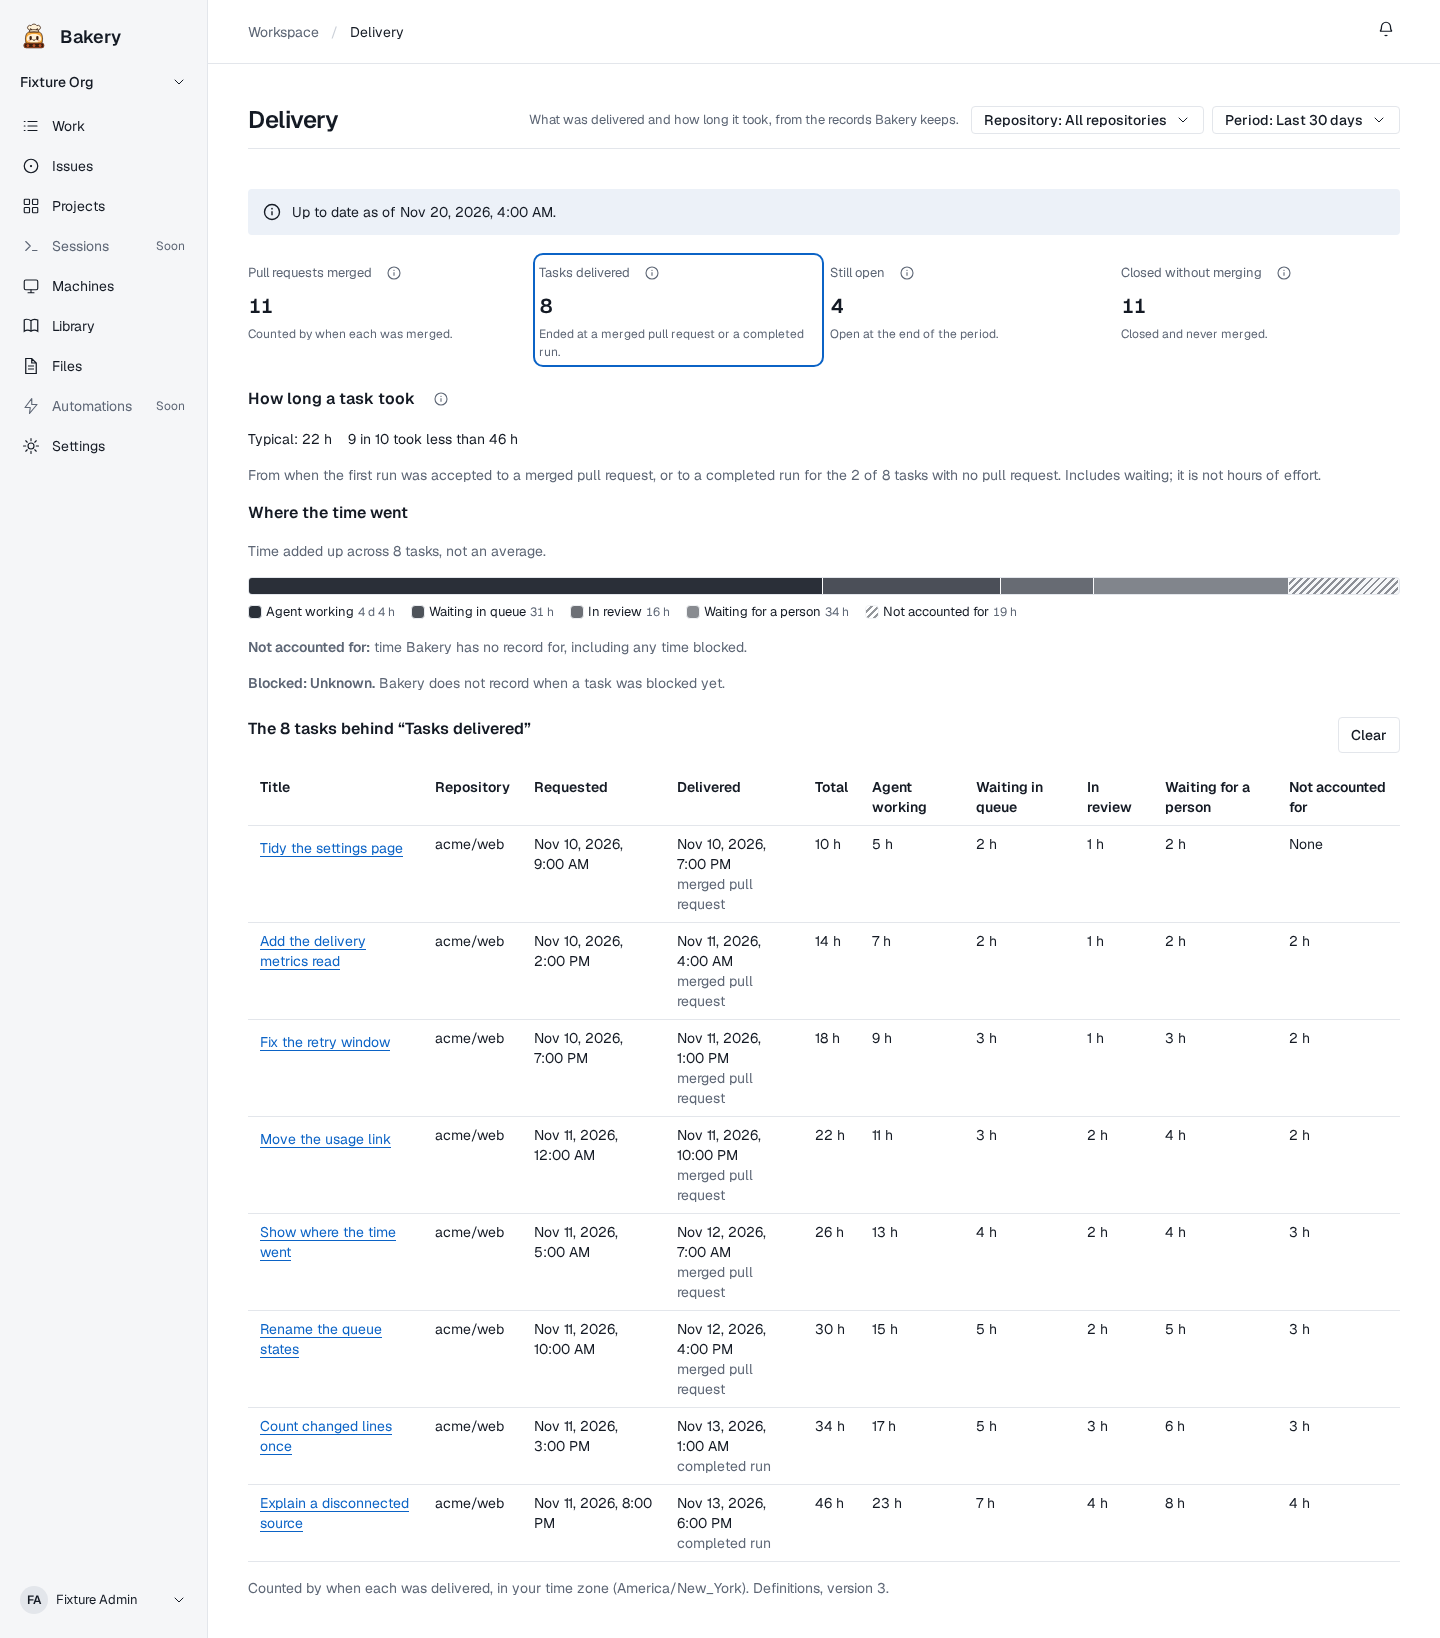 Bakery
Fixture Org
Work
Issues
Projects
Sessions Soon
Machines
Library
Files
Automations Soon
Settings
FA Fixture Admin
Workspace / Delivery
Delivery
What was delivered and how long it took, from the records Bakery keeps.
Repository: All repositories
Period: Last 30 days
Up to date as of Nov 20, 2026, 4:00 AM.
Pull requests merged
11
Counted by when each was merged.
Tasks delivered
8
Ended at a merged pull request or a completed
run.
Still open
4
Open at the end of the period.
Closed without merging
11
Closed and never merged.
How long a task took
Typical: 22 h 9 in 10 took less than 46 h
From when the first run was accepted to a merged pull request, or to a completed run for the 2 of 8 tasks with no pull request. Includes waiting; it is not hours of effort.
Where the time went
Time added up across 8 tasks, not an average.
Agent working 4 d 4 h Waiting in queue 31 h In review 16 h Waiting for a person 34 h Not accounted for 19 h
Not accounted for: time Bakery has no record for, including any time blocked.
Blocked: Unknown. Bakery does not record when a task was blocked yet.
The 8 tasks behind “Tasks delivered”
Clear
Title Repository Requested Delivered Total Agent Waiting in In Waiting for a Not accounted
working queue review person for
Tidy the settings page acme/web Nov 10, 2026, Nov 10, 2026, 10 h 5 h 2 h 1 h 2 h None
9:00 AM 7:00 PM
merged pull
request
Add the delivery acme/web Nov 10, 2026, Nov 11, 2026, 14 h 7 h 2 h 1 h 2 h 2 h
metrics read 2:00 PM 4:00 AM
merged pull
request
Fix the retry window acme/web Nov 10, 2026, Nov 11, 2026, 18 h 9 h 3 h 1 h 3 h 2 h
7:00 PM 1:00 PM
merged pull
request
Move the usage link acme/web Nov 11, 2026, Nov 11, 2026, 22 h 11 h 3 h 2 h 4 h 2 h
12:00 AM 10:00 PM
merged pull
request
Show where the time acme/web Nov 11, 2026, Nov 12, 2026, 26 h 13 h 4 h 2 h 4 h 3 h
went 5:00 AM 7:00 AM
merged pull
request
Rename the queue acme/web Nov 11, 2026, Nov 12, 2026, 30 h 15 h 5 h 2 h 5 h 3 h
states 10:00 AM 4:00 PM
merged pull
request
Count changed lines acme/web Nov 11, 2026, Nov 13, 2026, 34 h 17 h 5 h 3 h 6 h 3 h
once 3:00 PM 1:00 AM
completed run
Explain a disconnected acme/web Nov 11, 2026, 8:00 Nov 13, 2026, 46 h 23 h 7 h 4 h 8 h 4 h
source PM 6:00 PM
completed run
Counted by when each was delivered, in your time zone (America/New_York). Definitions, version 3.